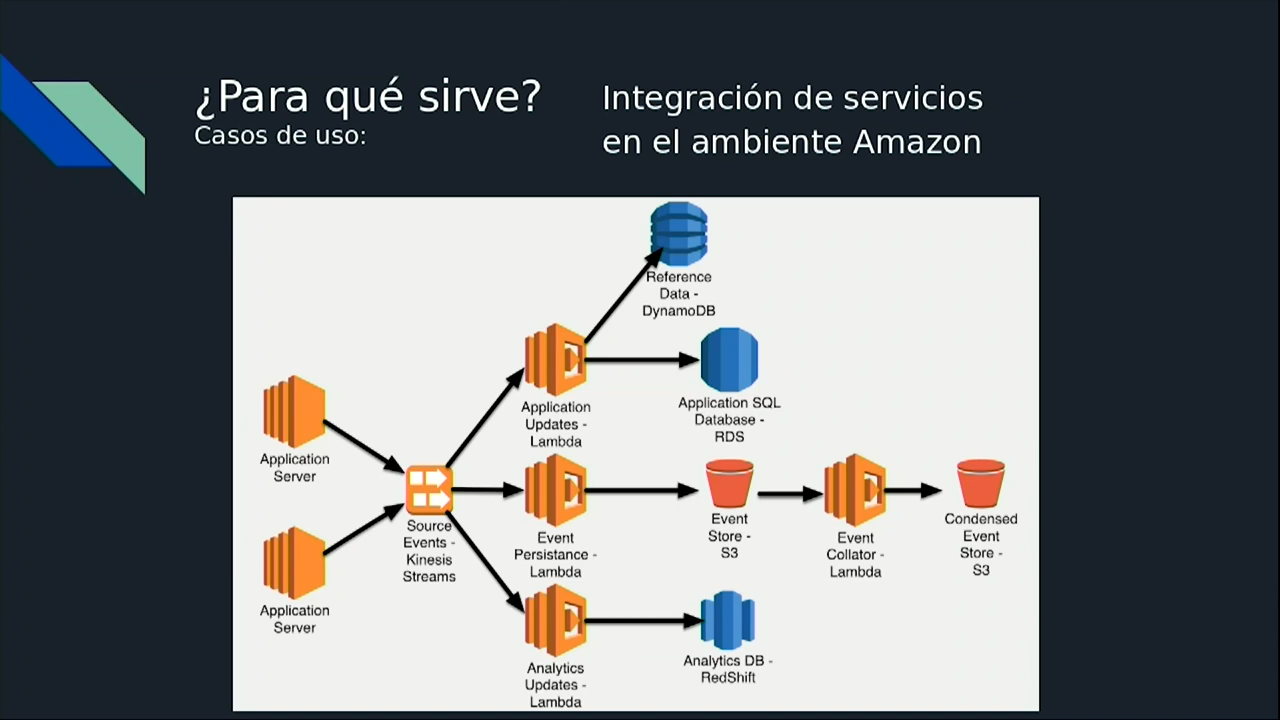 ¿Para qué sirve?
Casos de uso:
Integración de servicios
en el ambiente Amazon
Reference
Data -
DynamoDB
Application
Updates -
Lambda
Application SQL
Database -
RDS
Application
Server
Source
Events -
Kinesis
Streams
Event
Persistance -
Lambda
Event
Store -
S3
Event
Collator -
Lambda
Condensed
Event
Store -
S3
Application
Server
Analytics
Updates -
Lambda
Analytics DB -
RedShift